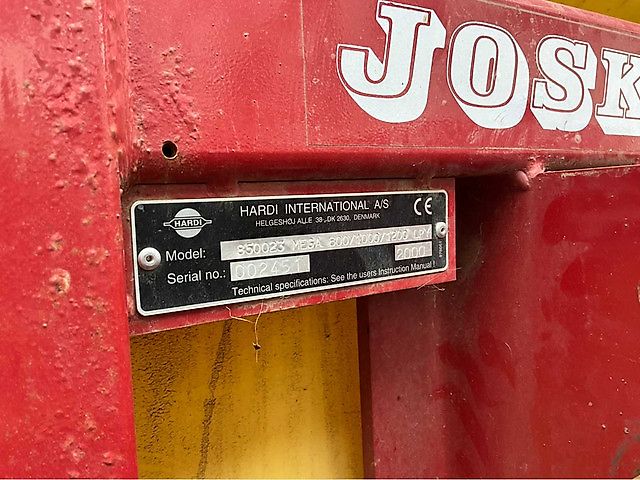 JOSK
HARDI INTERNATIONAL A/S
HELGESHØJ ALLE 38, DK 2630, DENMARK
CE
HARDI
Model: 850023 MEGA 800/1000/1200 LPY
2000
Serial no.: 002451
Technical specifications: See the users Instruction Manual !